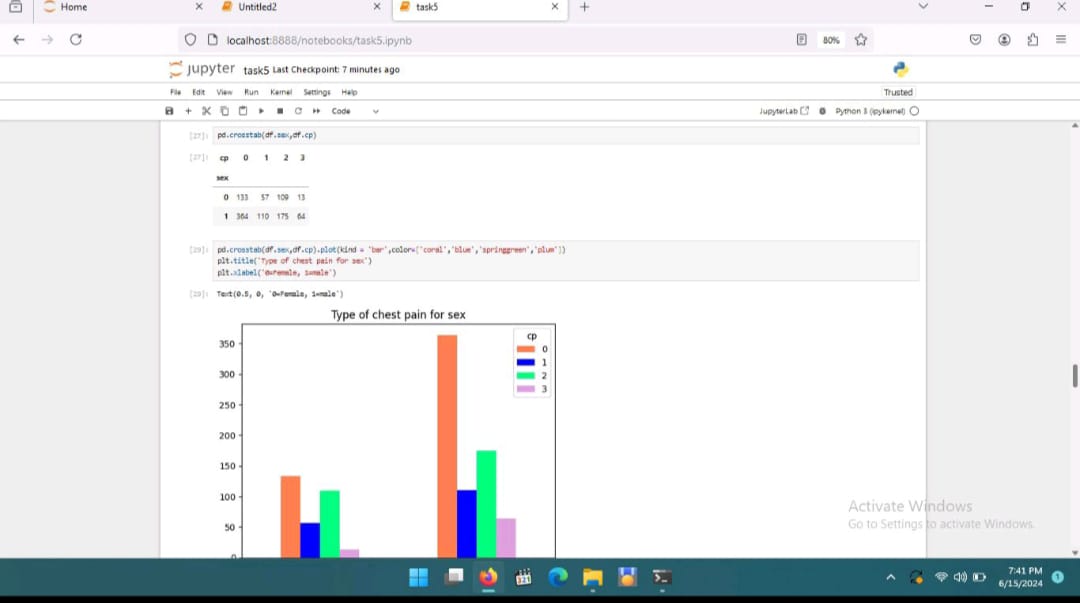 Home
Untitled2
task5
localhost:8888/notebooks/task5.ipynb
80%
jupyter task5 Last Checkpoint: 7 minutes ago
File Edit View Run Kernel Settings Help
Trusted
Code
JupyterLab
Python 3 (ipykernel)
[27]: pd.crosstab(df.sex,df.cp)
[27]: cp 0 1 2 3
sex
0 133 57 109 13
1 364 110 175 64
[29]: pd.crosstab(df.sex,df.cp).plot(kind = 'bar',color=['coral','blue','springgreen','plum'])
plt.title('Type of chest pain for sex')
plt.xlabel('0=Female, 1=male')
[29]: Text(0.5, 0, '0=Female, 1=male')
Type of chest pain for sex
cp
0
1
2
3
350
300
250
200
150
100
50
0
Activate Windows
Go to Settings to activate Windows.
7:41 PM
6/15/2024
1